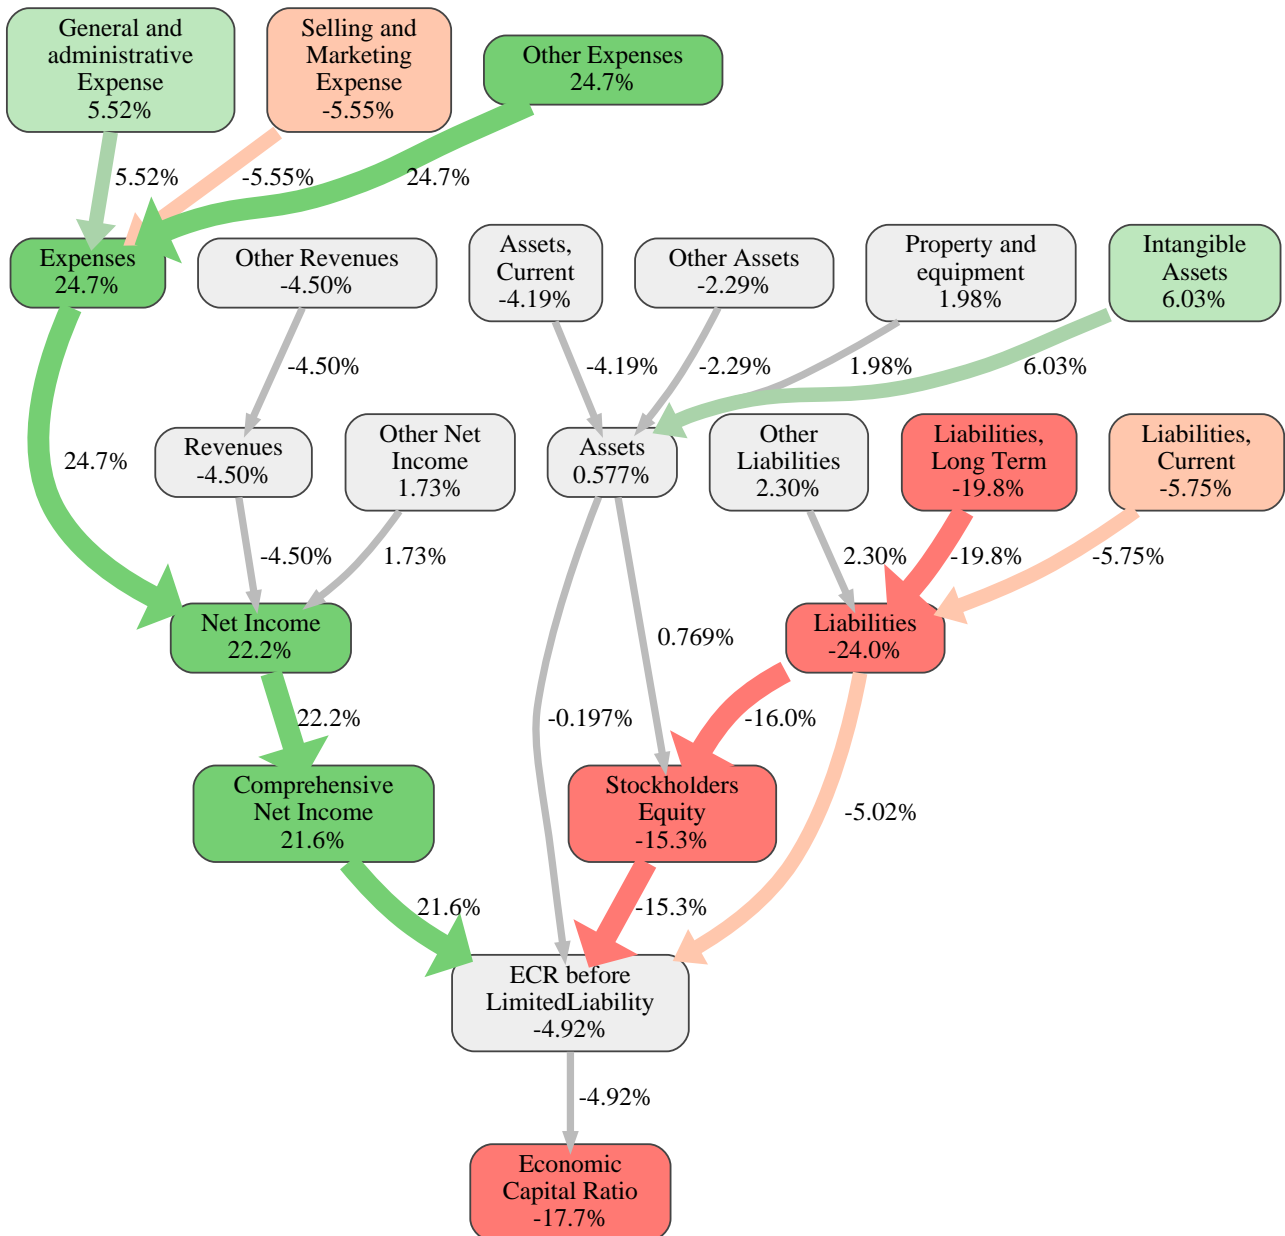 General and
administrative
Expense
5.52%
Selling and
Marketing
Expense
-5.55%
Other Expenses
24.7%
5.52%
-5.55%
24.7%
Expenses
24.7%
Other Revenues
-4.50%
Assets,
Current
-4.19%
Other Assets
-2.29%
Property and
equipment
1.98%
Intangible
Assets
6.03%
-4.50%
-4.19%
-2.29%
1.98%
6.03%
24.7%
Revenues
-4.50%
Other Net
Income
1.73%
Assets
0.577%
Other
Liabilities
2.30%
Liabilities,
Long Term
-19.8%
Liabilities,
Current
-5.75%
-4.50%
1.73%
2.30%
-19.8%
-5.75%
Net Income
22.2%
0.769%
Liabilities
-24.0%
22.2%
-0.197%
-16.0%
Comprehensive
Net Income
21.6%
Stockholders
Equity
-15.3%
-5.02%
21.6%
-15.3%
ECR before
LimitedLiability
-4.92%
-4.92%
Economic
Capital Ratio
-17.7%